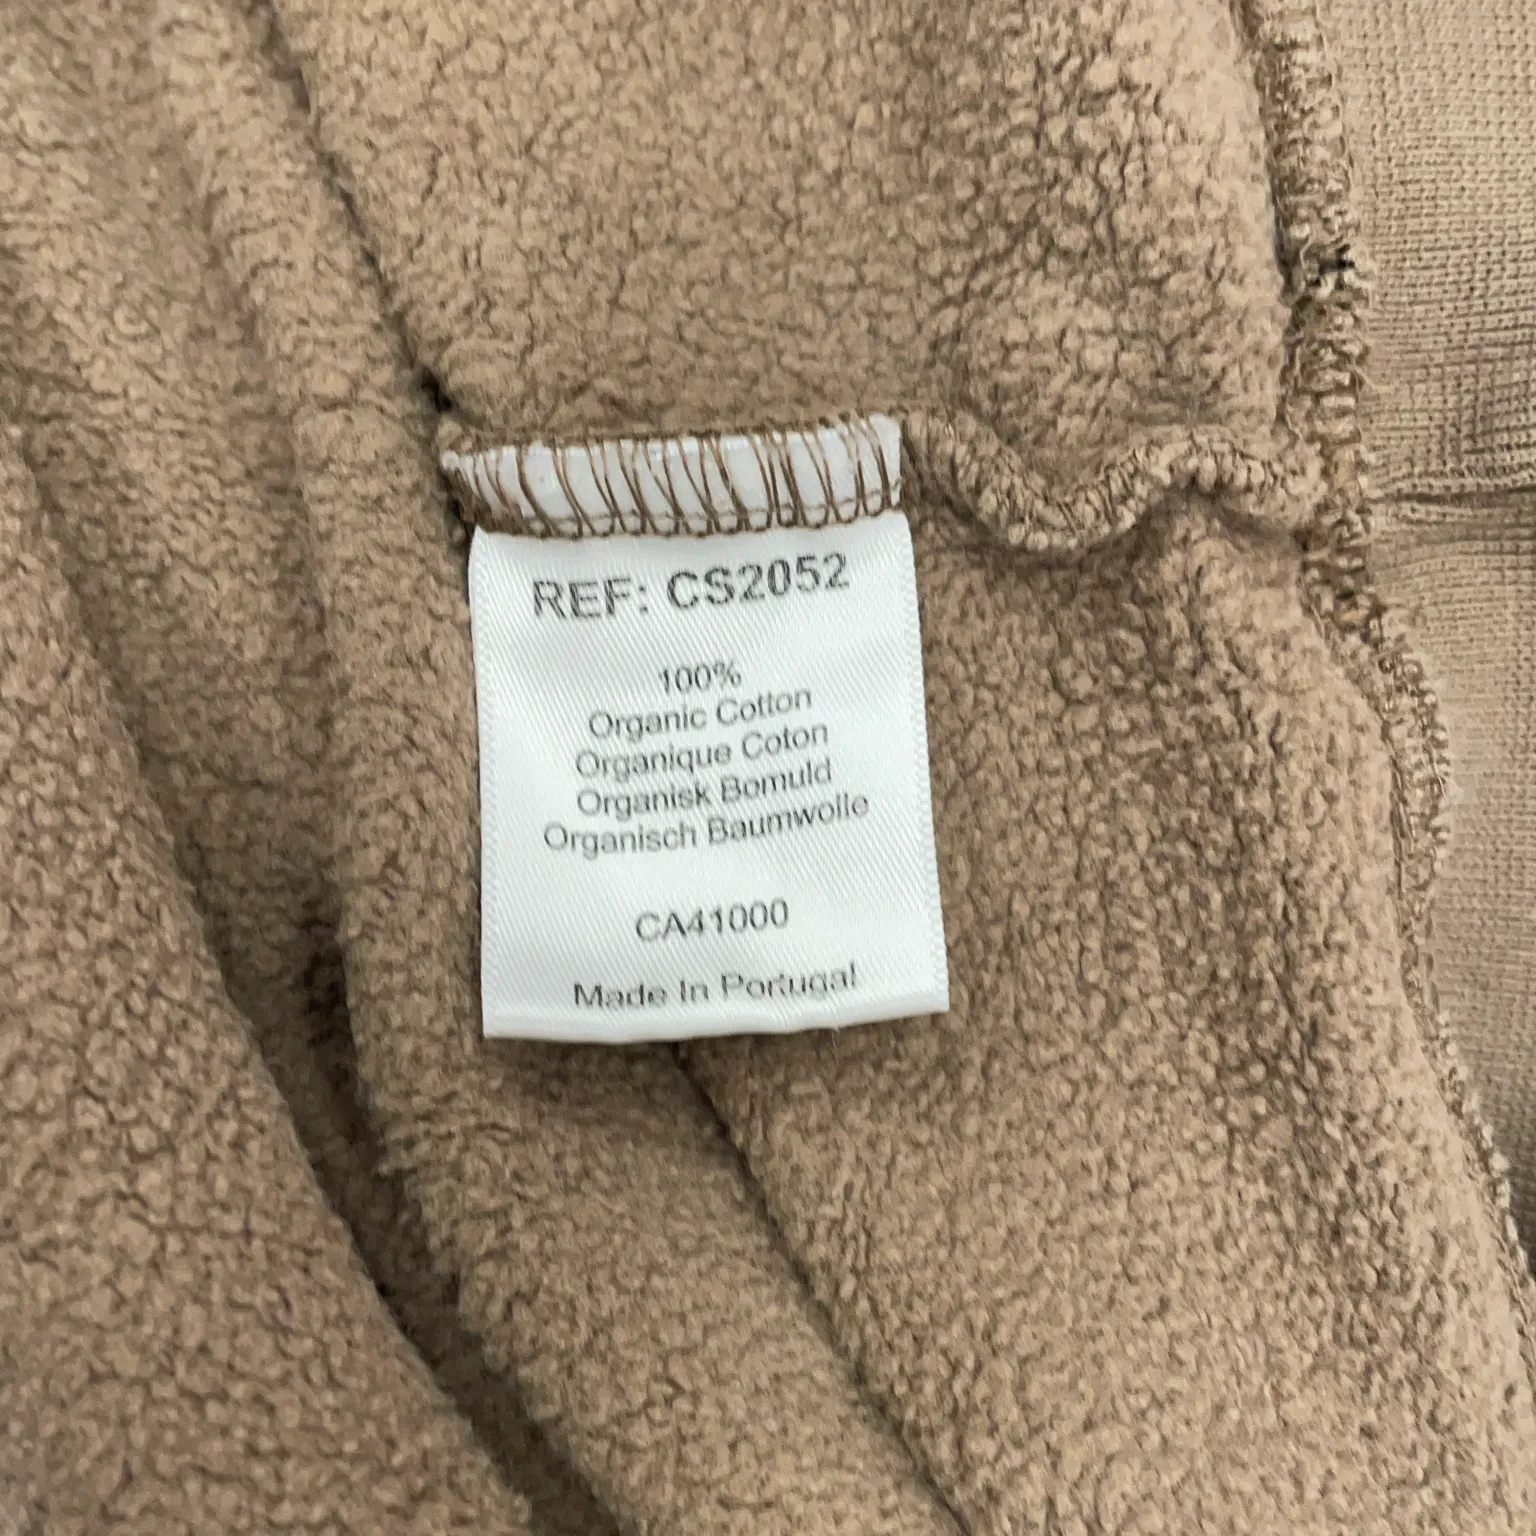 REF: CS2052
100%
Organic Cotton
Organique Coton
Organisk Bomuld
Organisch Baumwolle
CA41000
Made In Portugal